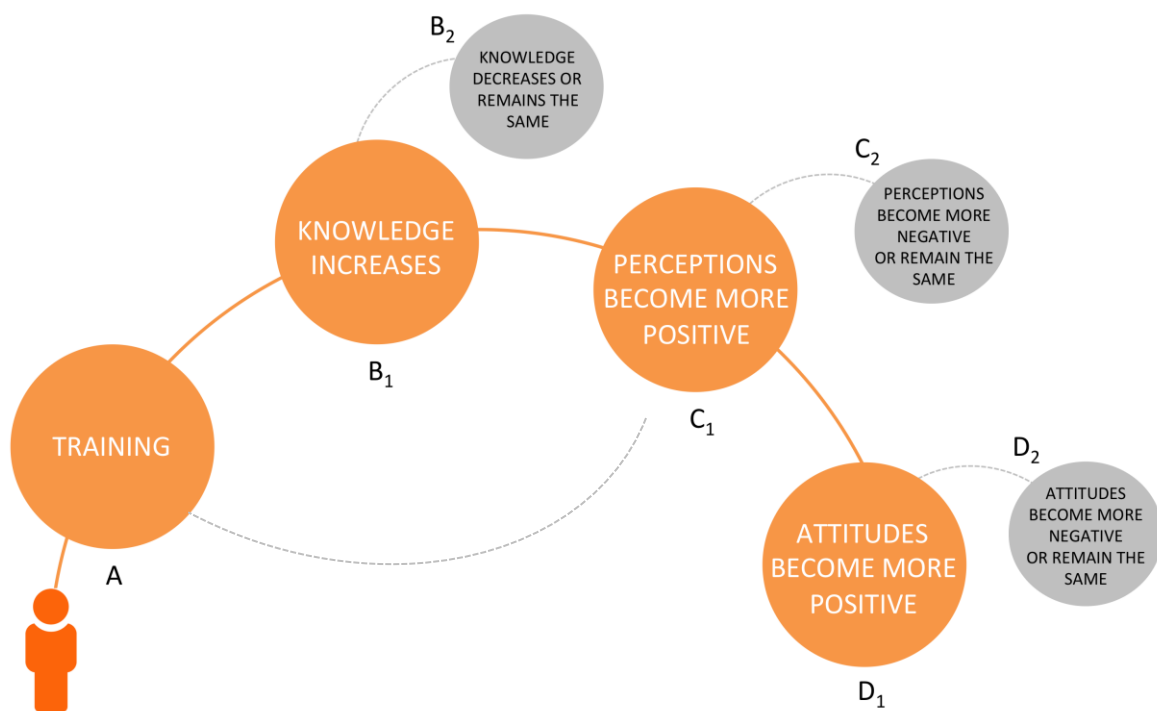 B₂
KNOWLEDGE
DECREASES OR
REMAINS THE
SAME
C₂
PERCEPTIONS
BECOME MORE
NEGATIVE
OR REMAIN THE
SAME
KNOWLEDGE
INCREASES
B₁
PERCEPTIONS
BECOME MORE
POSITIVE
C₁
TRAINING
A
D₂
ATTITUDES
BECOME MORE
NEGATIVE
OR REMAIN THE
SAME
ATTITUDES
BECOME MORE
POSITIVE
D₁